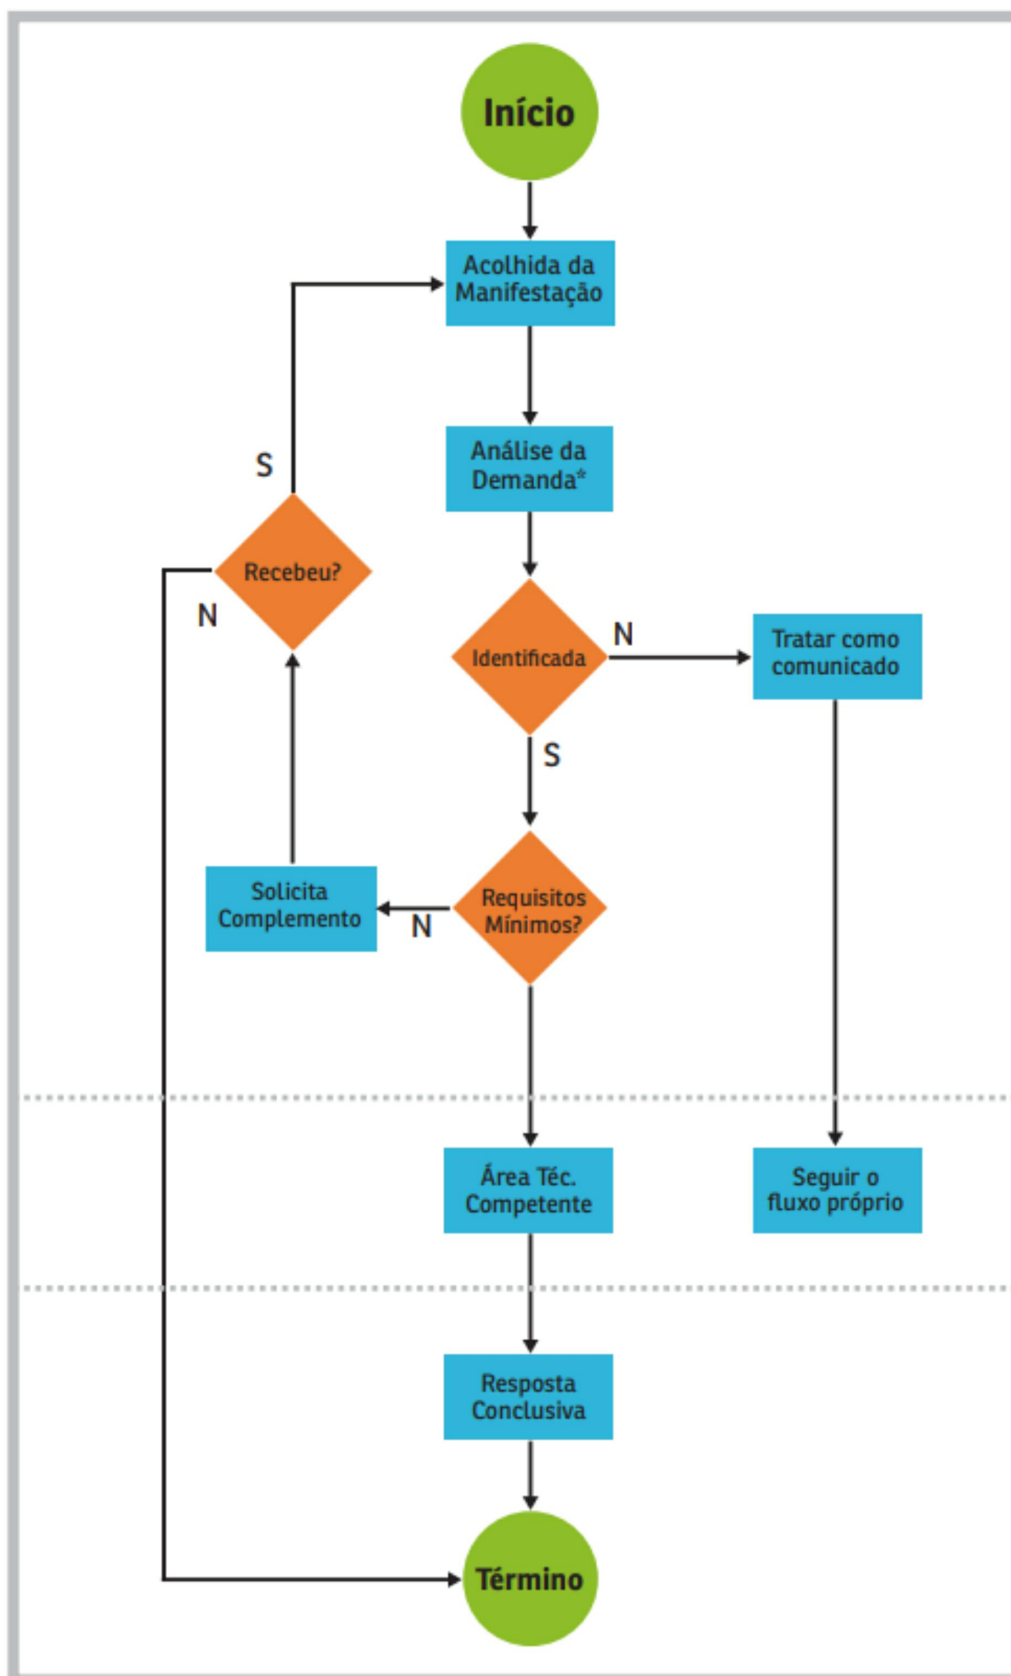 Início
Acolhida da
Manifestação
Análise da
Demanda*
S
Recebeu?
N
Identificada
N
Tratar como
comunicado
S
Requisitos
Mínimos?
N
Solicita
Complemento
Área Téc.
Competente
Seguir o
fluxo próprio
Resposta
Conclusiva
Término